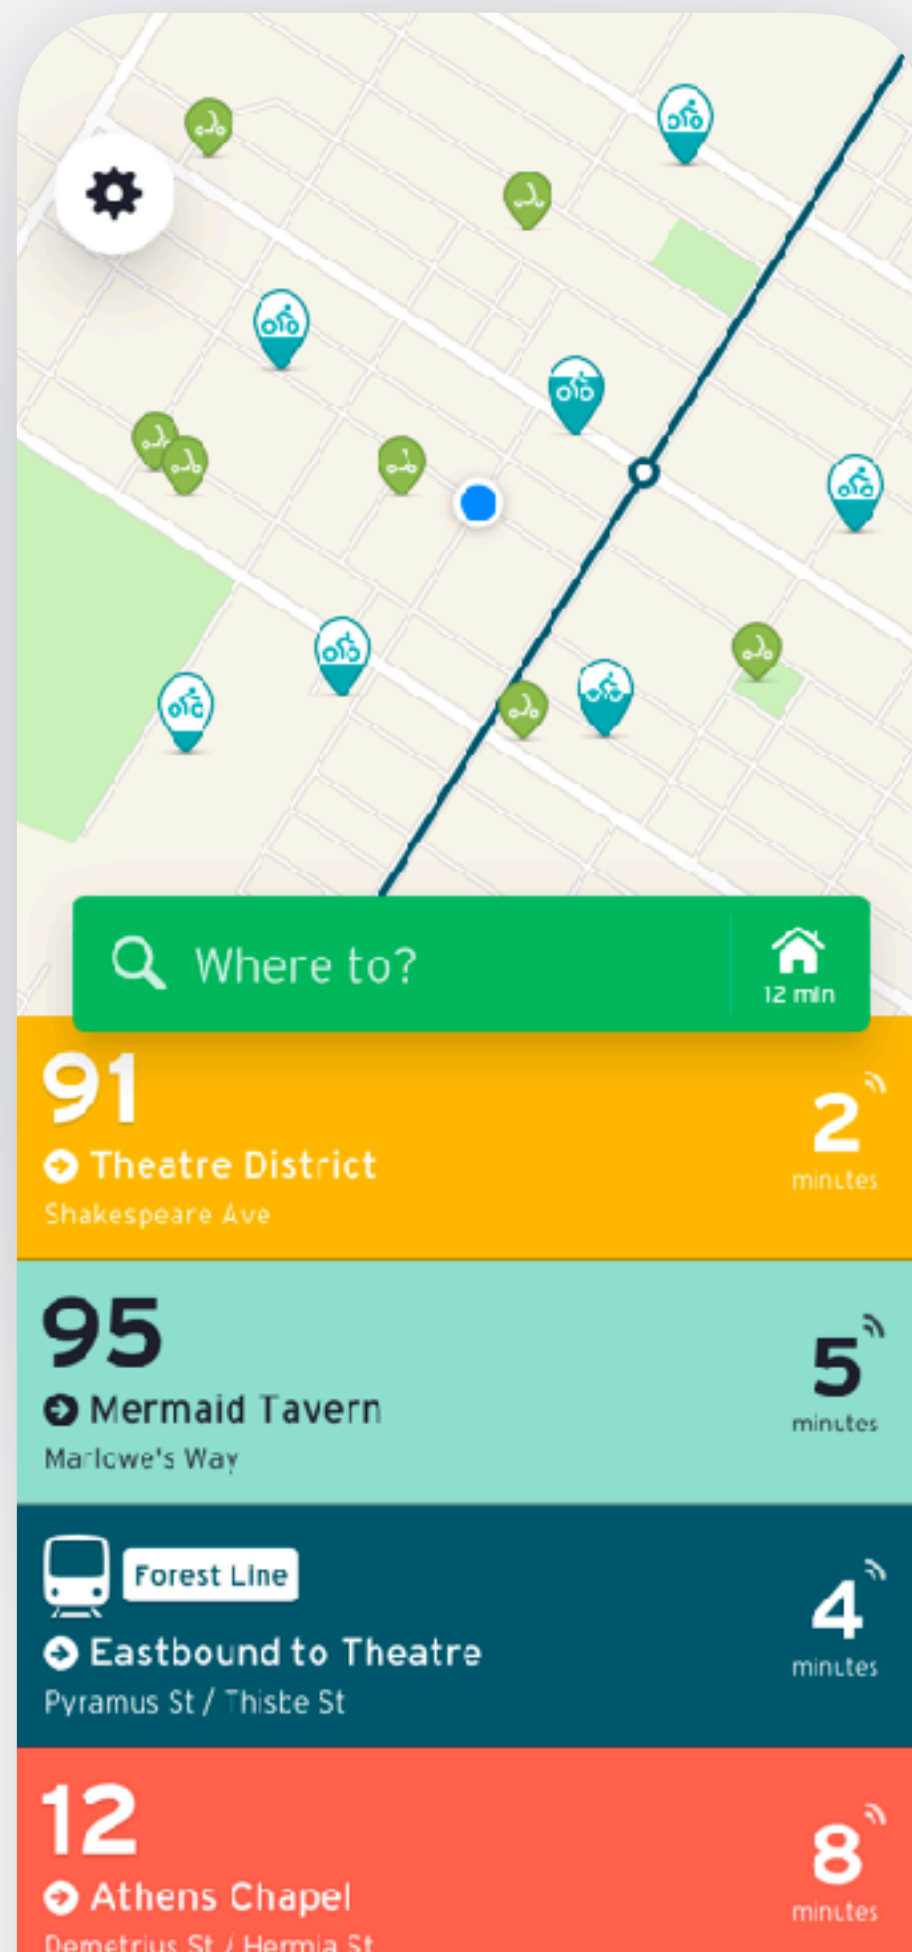 Where to?
12 min
91
Theatre District
Shakespeare Ave
2
minutes
95
Mermaid Tavern
Marlowe's Way
5
minutes
Forest Line
Eastbound to Theatre
Pyramus St / Thisbe St
4
minutes
12
Athens Chapel
Demetrius St / Hermia St
8
minutes